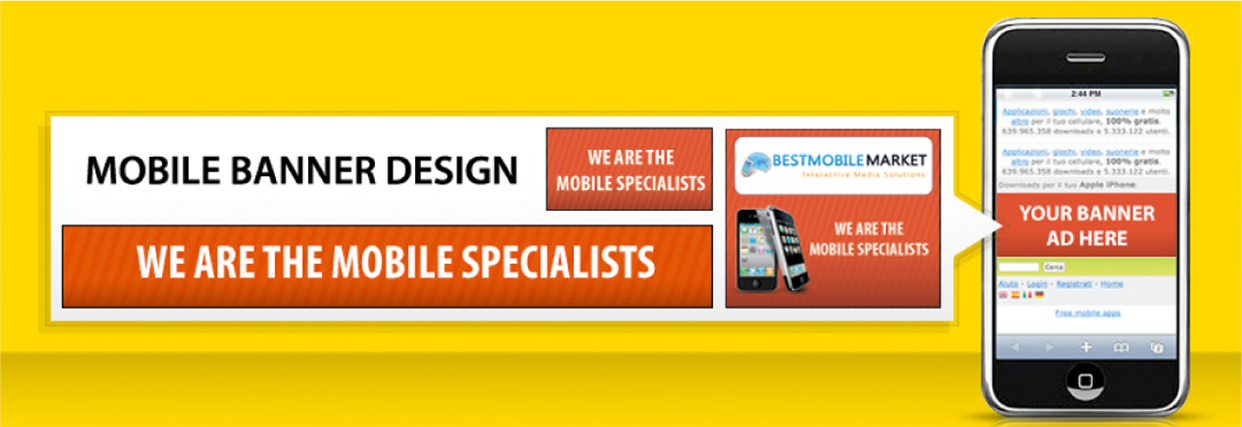 MOBILE BANNER DESIGN
WE ARE THE
MOBILE SPECIALISTS
WE ARE THE MOBILE SPECIALISTS
BESTMOBILEMARKET
Interactive Media Solutions
WE ARE THE
MOBILE SPECIALISTS
2:44 PM
Applicazioni, giochi, video, suonerie e molto
altro per il tuo cellulare, 100% gratis.
639.965.358 downloads e 5.333.122 utenti.
Applicazioni, giochi, video, suonerie e molto
altro per il tuo cellulare, 100% gratis.
639.965.358 downloads e 5.333.122 utenti.
Downloads per il tuo Apple iPhone:
YOUR BANNER
AD HERE
Cerca
Aiuto - Login - Registrati - Home
Free mobile apps